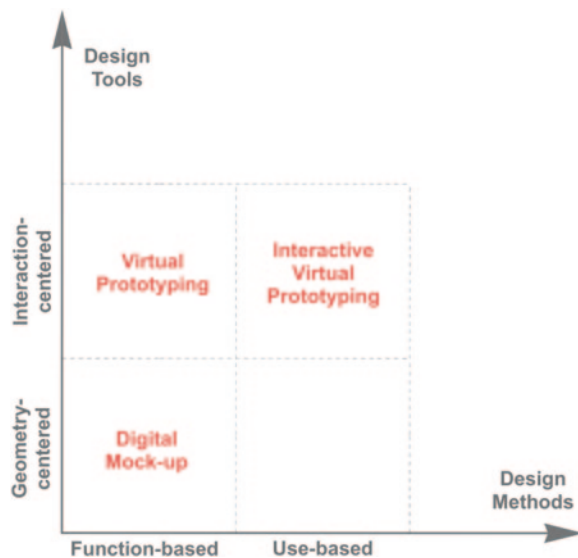 Design
Tools
Interaction-
centered
Virtual
Prototyping
Interactive
Virtual
Prototyping
Geometry-
centered
Digital
Mock-up
Design
Methods
Function-based
Use-based